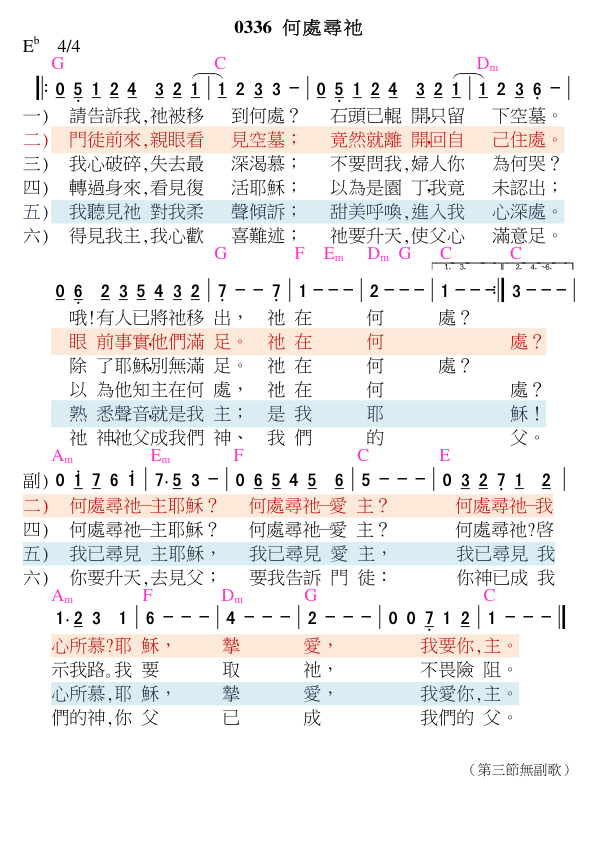 0336 何處尋祂
E♭ 4/4
G C Dm
0 5 1 2 4 3 2 1 | 1 2 3 3 - | 0 5 1 2 4 3 2 1 | 1 2 3 6 - |
一) 請告訴我,祂被移 到何處? 石頭已輥 開,只留 下空墓。
二) 門徒前來,親眼看 見空墓; 竟然就離 開,回自 己住處。
三) 我心破碎,失去最 深渴慕; 不要問我,婦人你 為何哭?
四) 轉過身來,看見復 活耶穌; 以為是園 丁,我竟 未認出;
五) 我聽見祂 對我柔 聲傾訴; 甜美呼喚,進入我 心深處。
六) 得見我主,我心歡 喜難述; 祂要升天,使父心 滿意足。
G F Em Dm G C C
1. 3. 2. 4. ~6.
0 6 2 3 5 4 3 2 | 7 - - 7 | 1 - - - | 2 - - - | 1 - - - :|| 3 - - - |
哦!有人已將祂移 出, 祂 在 何 處?
眼 前事實,他們滿 足。 祂 在 何 處?
除 了耶穌,別無滿 足。 祂 在 何 處?
以 為他知主在何 處, 祂 在 何 處?
熟 悉聲音,就是我 主; 是 我 耶 穌!
祂 神,祂父成我們 神、 我 們 的 父。
Am Em F C E
副) 0 1 7 6 1 | 7. 5 3 - | 0 6 5 4 5 6 | 5 - - - | 0 3 2 7 1 2 |
二) 何處尋祂─主耶穌? 何處尋祂─愛 主? 何處尋祂─我
四) 何處尋祂─主耶穌? 何處尋祂─愛 主? 何處尋祂?啓
五) 我已尋見 主耶穌, 我已尋見 愛 主, 我已尋見 我
六) 你要升天,去見父; 要我告訴 門 徒: 你神已成 我
Am F Dm G C
1. 2 3 1 | 6 - - - | 4 - - - | 2 - - - | 0 0 7 1 2 | 1 - - - ||
心所慕?耶 穌, 摯 愛, 我要你,主。
示我路。我 要 取 祂, 不畏險 阻。
心所慕,耶 穌, 摯 愛, 我愛你,主。
們的神,你 父 已 成 我們的 父。
(第三節無副歌)